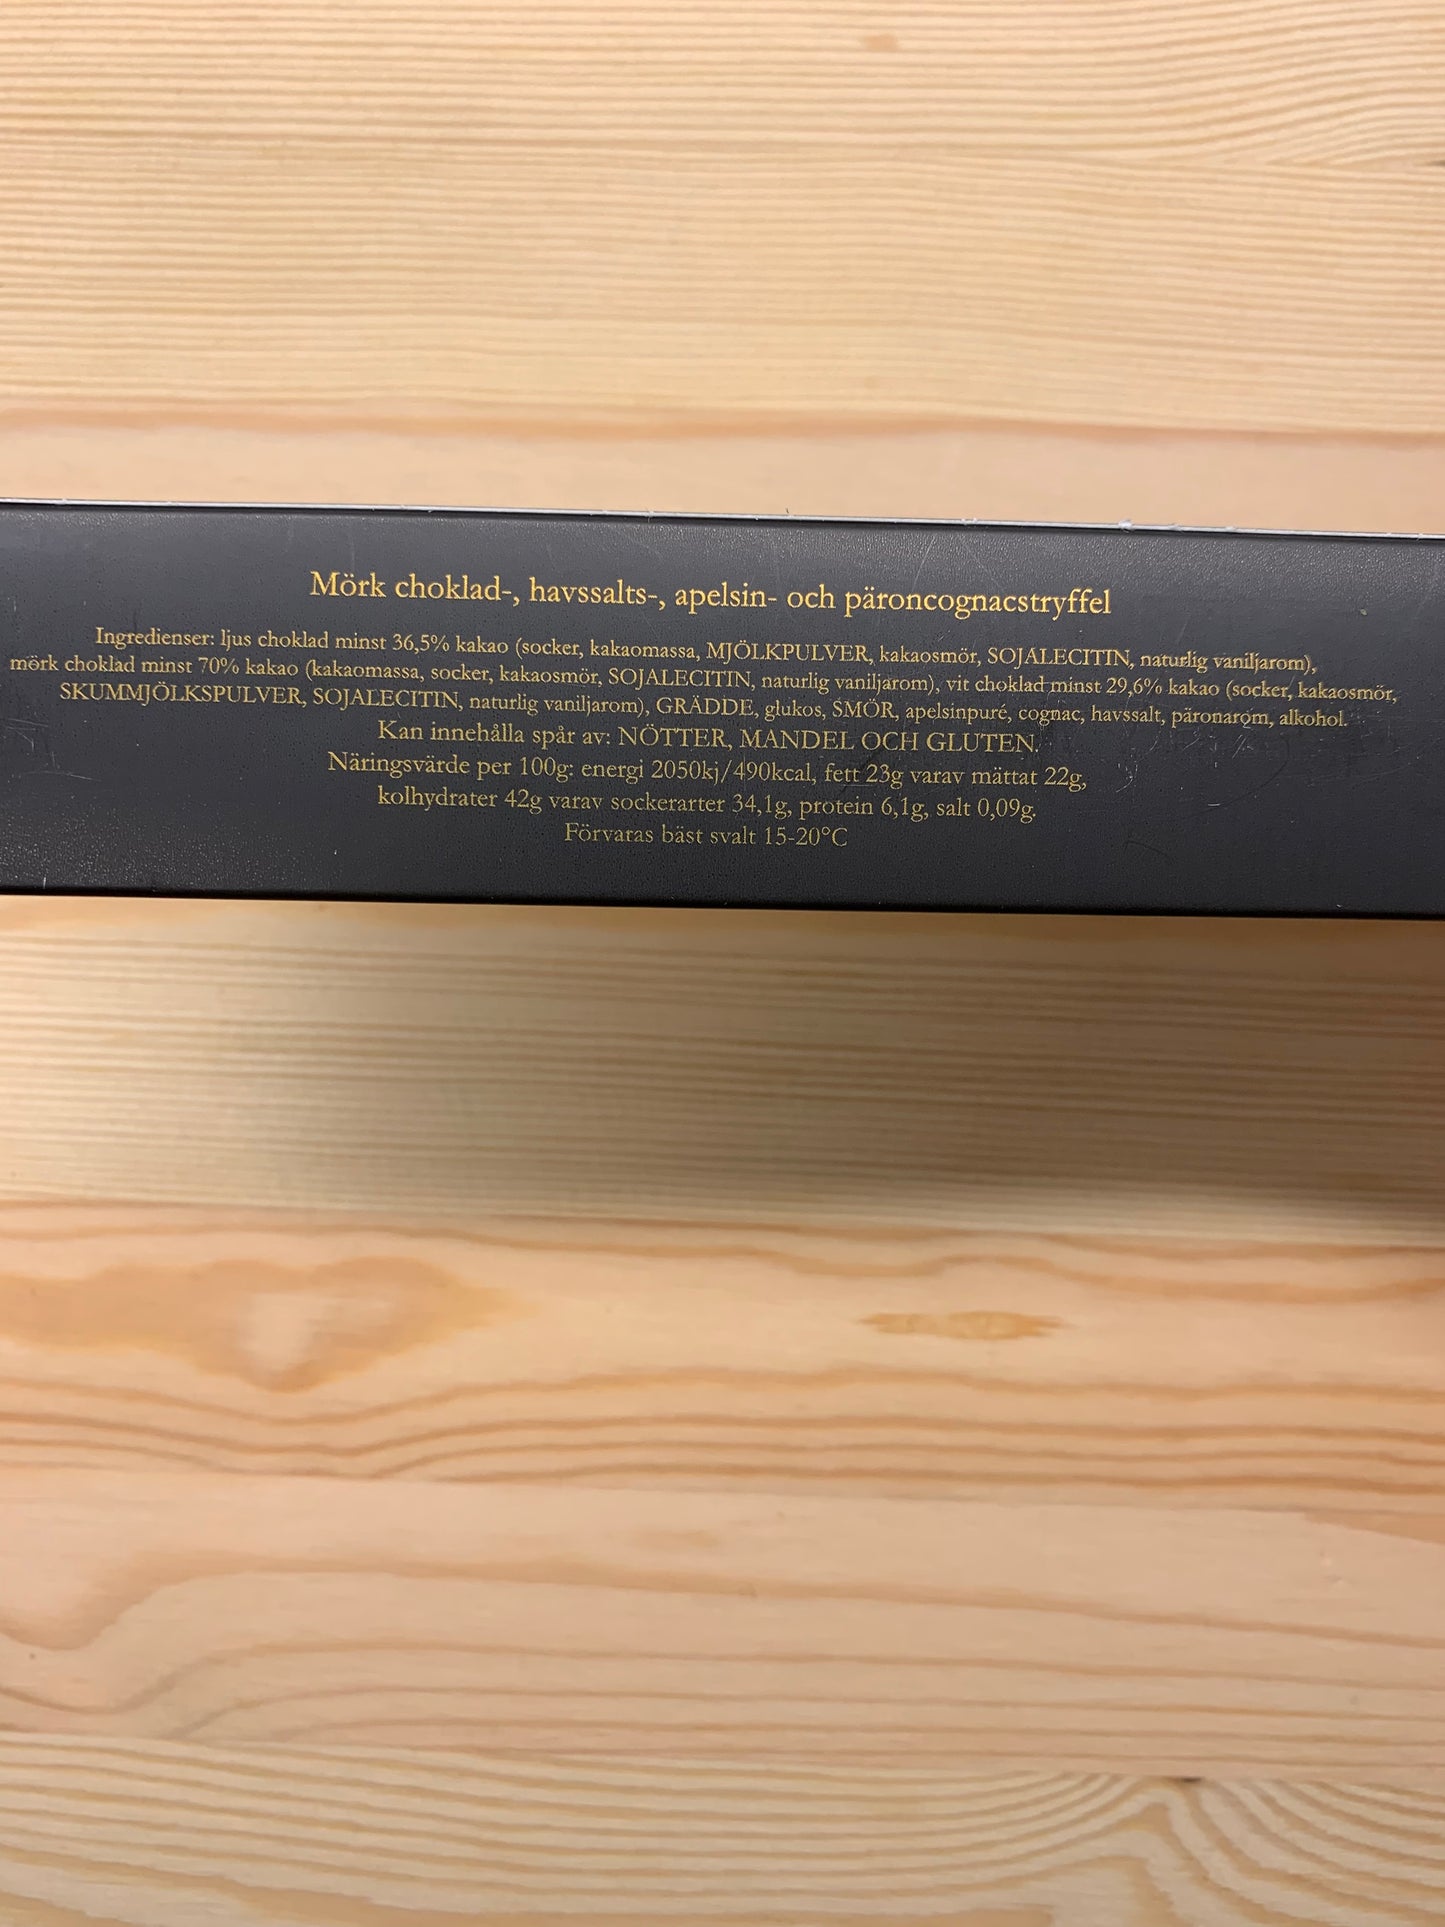 Mörk choklad-, havssalts-, apelsin- och päroncognacstryffel
Ingredienser: ljus choklad minst 36,5% kakao (socker, kakaomassa, MJÖLKPULVER, kakaosmör, SOJALECITIN, naturlig vaniljarom),
mörk choklad minst 70% kakao (kakaomassa, socker, kakaosmör, SOJALECITIN, naturlig vaniljarom), vit choklad minst 29,6% kakao (socker, kakaosmör,
SKUMMJÖLKSPULVER, SOJALECITIN, naturlig vaniljarom), GRÄDDE, glukos, SMÖR, apelsinpuré, cognac, havssalt, päronarom, alkohol.
Kan innehålla spår av: NÖTTER, MANDEL OCH GLUTEN.
Näringsvärde per 100g: energi 2050kj/490kcal, fett 23g varav mättat 22g,
kolhydrater 42g varav sockerarter 34,1g, protein 6,1g, salt 0,09g.
Förvaras bäst svalt 15-20°C